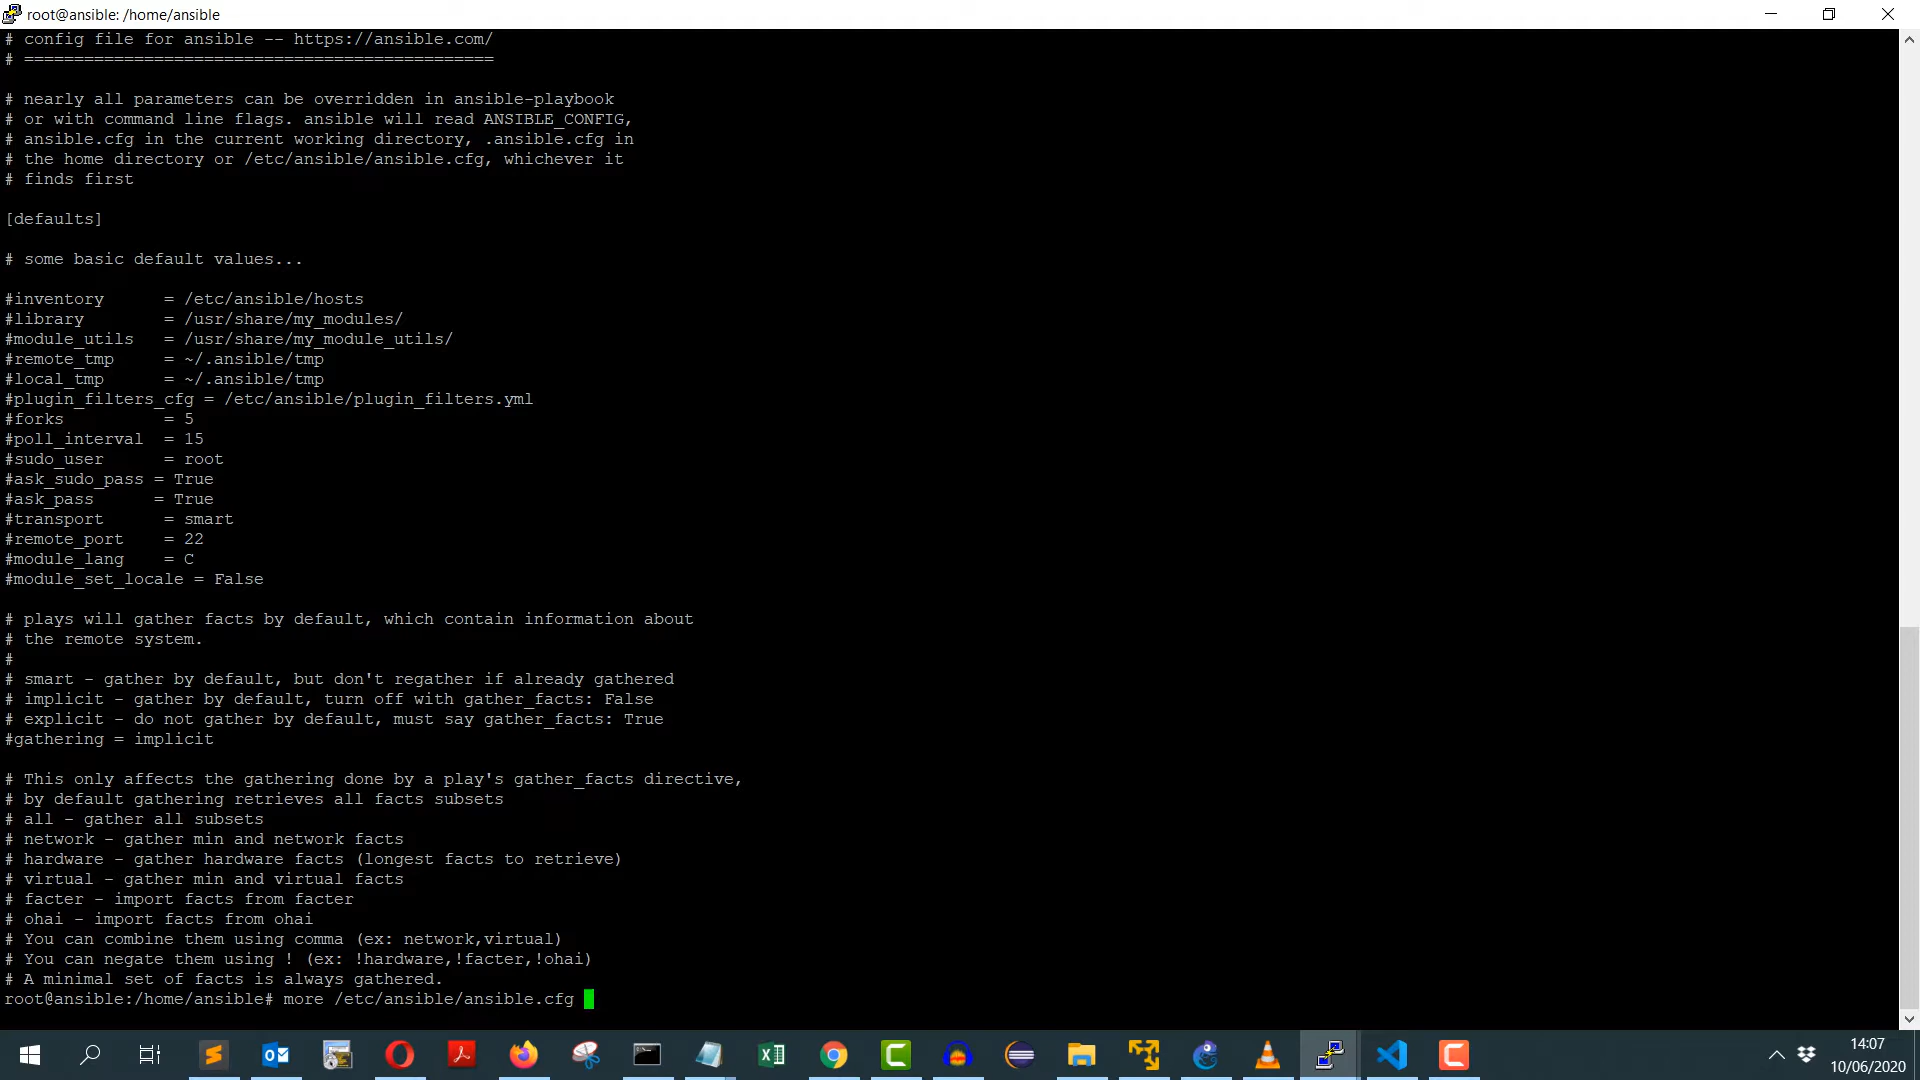 root@ansible: /home/ansible
# config file for ansible -- https://ansible.com/
# ===============================================
# nearly all parameters can be overridden in ansible-playbook
# or with command line flags. ansible will read ANSIBLE_CONFIG,
# ansible.cfg in the current working directory, .ansible.cfg in
# the home directory or /etc/ansible/ansible.cfg, whichever it
# finds first
[defaults]
# some basic default values...
#inventory      = /etc/ansible/hosts
#library        = /usr/share/my_modules/
#module_utils   = /usr/share/my_module_utils/
#remote_tmp     = ~/.ansible/tmp
#local_tmp      = ~/.ansible/tmp
#plugin_filters_cfg = /etc/ansible/plugin_filters.yml
#forks          = 5
#poll_interval  = 15
#sudo_user      = root
#ask_sudo_pass = True
#ask_pass      = True
#transport      = smart
#remote_port    = 22
#module_lang    = C
#module_set_locale = False
# plays will gather facts by default, which contain information about
# the remote system.
#
# smart - gather by default, but don't regather if already gathered
# implicit - gather by default, turn off with gather_facts: False
# explicit - do not gather by default, must say gather_facts: True
#gathering = implicit
# This only affects the gathering done by a play's gather_facts directive,
# by default gathering retrieves all facts subsets
# all - gather all subsets
# network - gather min and network facts
# hardware - gather hardware facts (longest facts to retrieve)
# virtual - gather min and virtual facts
# facter - import facts from facter
# ohai - import facts from ohai
# You can combine them using comma (ex: network,virtual)
# You can negate them using ! (ex: !hardware,!facter,!ohai)
# A minimal set of facts is always gathered.
root@ansible:/home/ansible# more /etc/ansible/ansible.cfg
14:07
10/06/2020